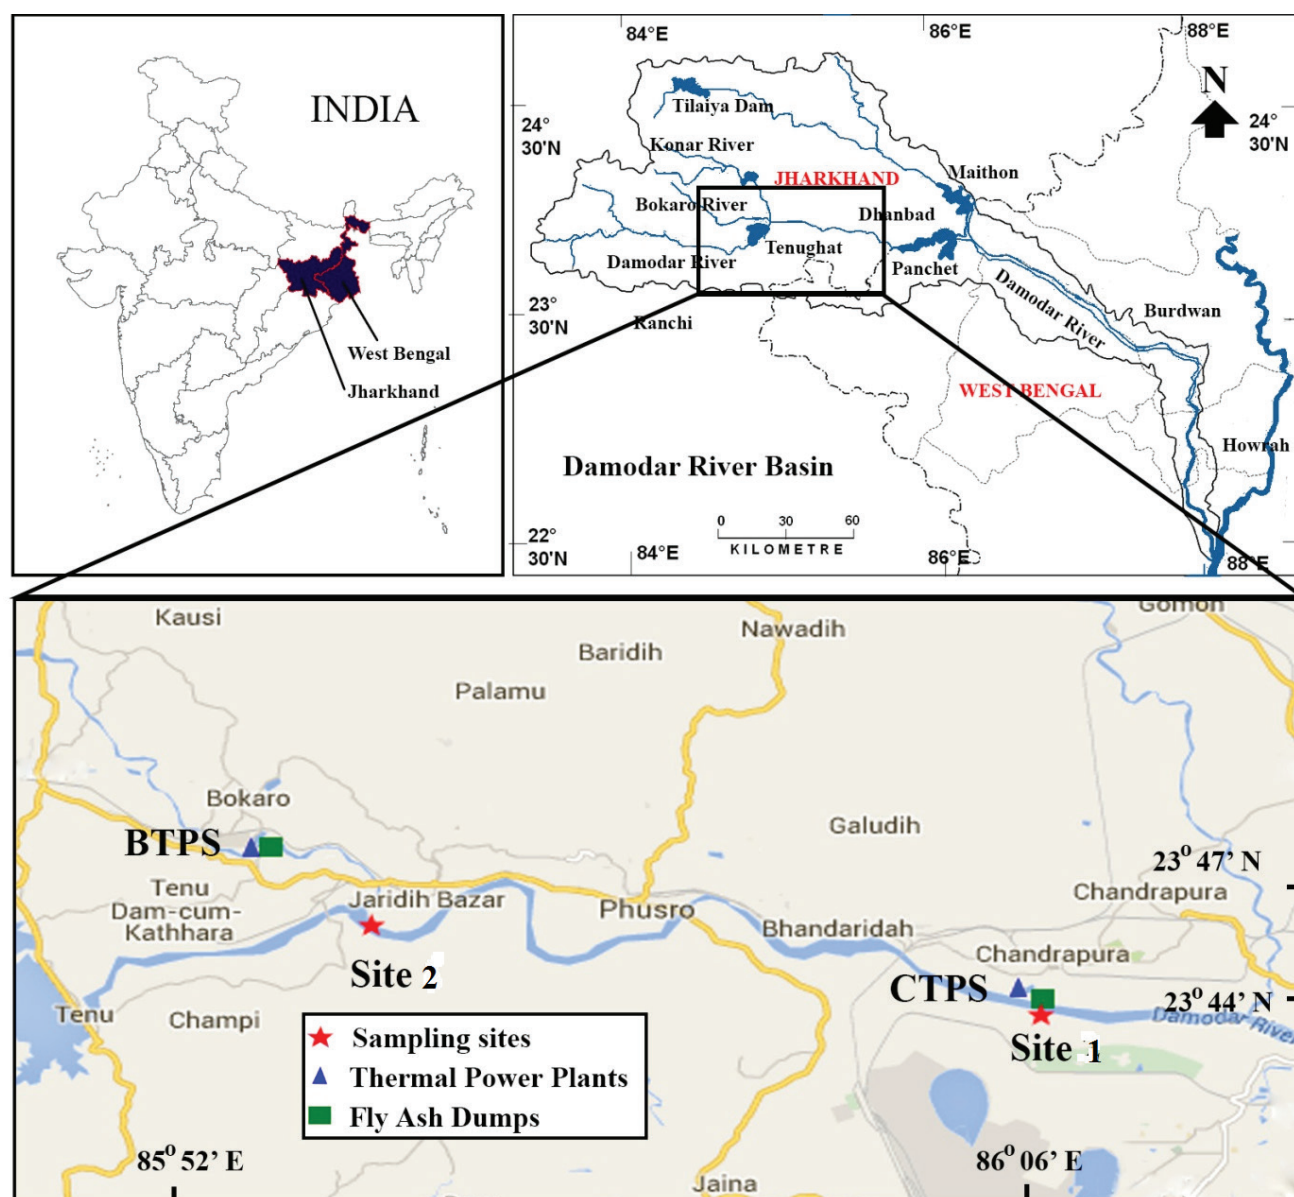 INDIA
West Bengal
Jharkhand
84°E
86°E
88°E
N
24°
30'N
24°
30'N
Tilaiya Dam
Konar River
Maithon
JHARKHAND
Bokaro River
Dhanbad
Tenughat
Damodar River
Panchet
Damodar River
23°
30'N
23°
30'N
Ranchi
Burdwan
WEST BENGAL
Howrah
Damodar River Basin
0 30 60
KILOMETRE
22°
30'N
84°E
86°E
88°E
Kausi
Nawadih
Gomoh
Baridih
Palamu
Bokaro
BTPS
Galudih
23° 47’ N
Tenu
Dam-cum-
Kathhara
Jaridih Bazar
Phusro
Chandrapura
Bhandaridah
Chandrapura
Site 2
CTPS
23° 44’ N
Tenu
Champi
Damodar River
Site 1
Sampling sites
Thermal Power Plants
Fly Ash Dumps
85° 52’ E
86° 06’ E
Jaina